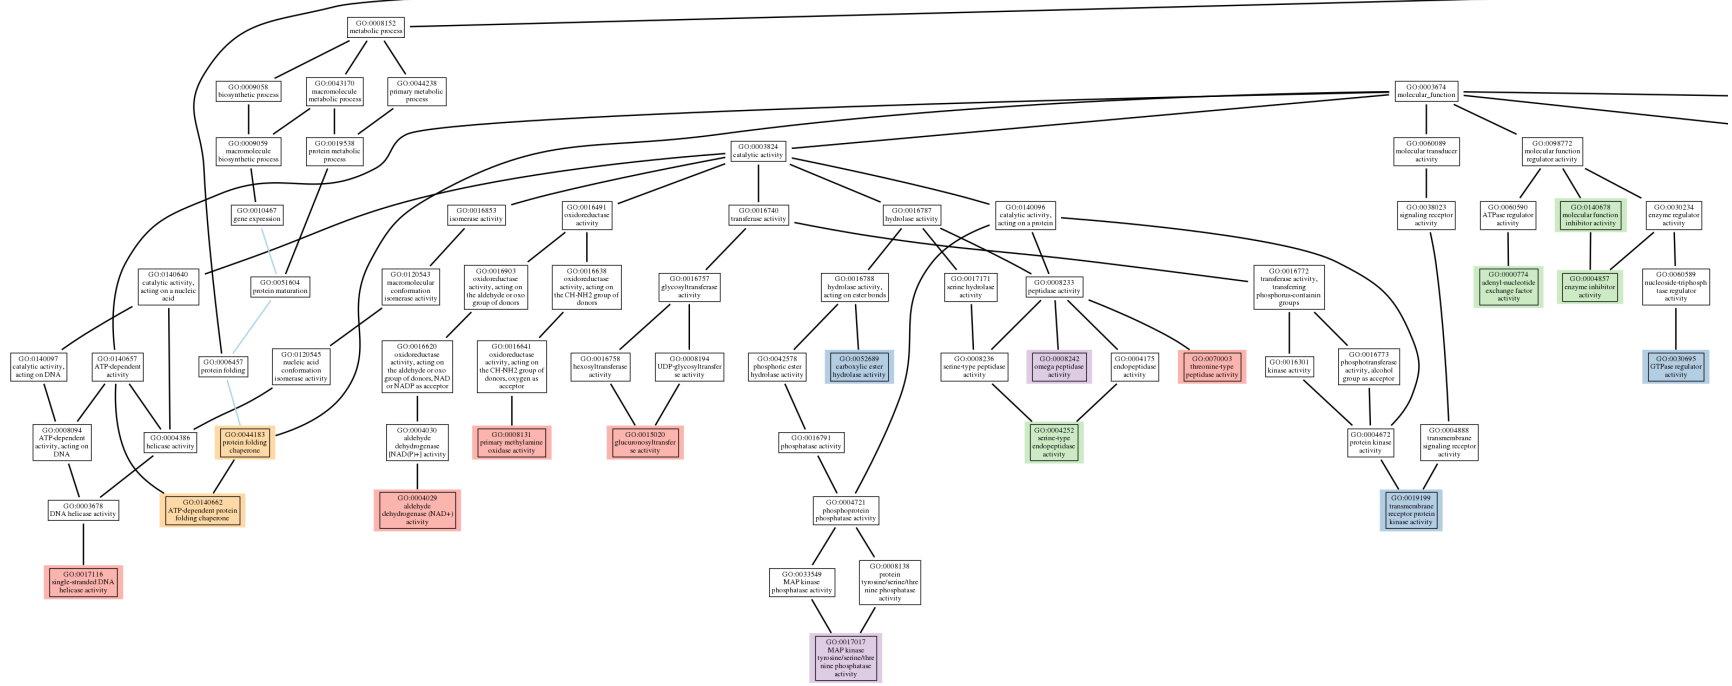 GO:0008152
metabolic process
GO:0009058
biosynthetic process
GO:0043170
macromolecule
metabolic process
GO:0044238
primary metabolic
process
GO:0003674
molecular_function
GO:0009059
macromolecule
biosynthetic process
GO:0019538
protein metabolic
process
GO:0003824
catalytic activity
GO:0060089
molecular transducer
activity
GO:0098772
molecular function
regulator activity
GO:0010467
gene expression
GO:0016853
isomerase activity
GO:0016491
oxidoreductase
activity
GO:0016740
transferase activity
GO:0016787
hydrolase activity
GO:0140096
catalytic activity,
acting on a protein
GO:0038023
signaling receptor
activity
GO:0060590
ATPase regulator
activity
GO:0140678
molecular function
inhibitor activity
GO:0030234
enzyme regulator
activity
GO:0140640
catalytic activity,
acting on a nucleic
acid
GO:0051604
protein maturation
GO:0120543
macromolecular
conformation
isomerase activity
GO:0016903
oxidoreductase
activity, acting on
the aldehyde or oxo
group of donors
GO:0016638
oxidoreductase
activity, acting on
the CH-NH2 group of
donors
GO:0016757
glycosyltransferase
activity
GO:0016788
hydrolase activity,
acting on ester bonds
GO:0017171
serine hydrolase
activity
GO:0008233
peptidase activity
GO:0016772
transferase activity,
transferring
phosphorus-containin
groups
GO:0000774
adenyl-nucleotide
exchange factor
activity
GO:0004857
enzyme inhibitor
activity
GO:0060589
nucleoside-triphosph
tase regulator
activity
GO:0140097
catalytic activity,
acting on DNA
GO:0140657
ATP-dependent
activity
GO:0006457
protein folding
GO:0120545
nucleic acid
conformation
isomerase activity
GO:0016620
oxidoreductase
activity, acting on
the aldehyde or oxo
group of donors, NAD
or NADP as acceptor
GO:0016641
oxidoreductase
activity, acting on
the CH-NH2 group of
donors, oxygen as
acceptor
GO:0016758
hexosyltransferase
activity
GO:0008194
UDP-glycosyltransfer
se activity
GO:0042578
phosphoric ester
hydrolase activity
GO:0052689
carboxylic ester
hydrolase activity
GO:0008236
serine-type peptidase
activity
GO:0008242
omega peptidase
activity
GO:0004175
endopeptidase
activity
GO:0070003
threonine-type
peptidase activity
GO:0016301
kinase activity
GO:0016773
phosphotransferase
activity, alcohol
group as acceptor
GO:0030695
GTPase regulator
activity
GO:0008094
ATP-dependent
activity, acting on
DNA
GO:0004386
helicase activity
GO:0044183
protein folding
chaperone
GO:0004030
aldehyde
dehydrogenase
[NAD(P)+] activity
GO:0008131
primary methylamine
oxidase activity
GO:0015020
glucuronosyltransfer
se activity
GO:0016791
phosphatase activity
GO:0004252
serine-type
endopeptidase
activity
GO:0004672
protein kinase
activity
GO:0004888
transmembrane
signaling receptor
activity
GO:0003678
DNA helicase activity
GO:0140662
ATP-dependent protein
folding chaperone
GO:0004029
aldehyde
dehydrogenase (NAD+)
activity
GO:0004721
phosphoprotein
phosphatase activity
GO:0019199
transmembrane
receptor protein
kinase activity
GO:0017116
single-stranded DNA
helicase activity
GO:0033549
MAP kinase
phosphatase activity
GO:0008138
protein
tyrosine/serine/thre
nine phosphatase
activity
GO:0017017
MAP kinase
tyrosine/serine/thre
nine phosphatase
activity